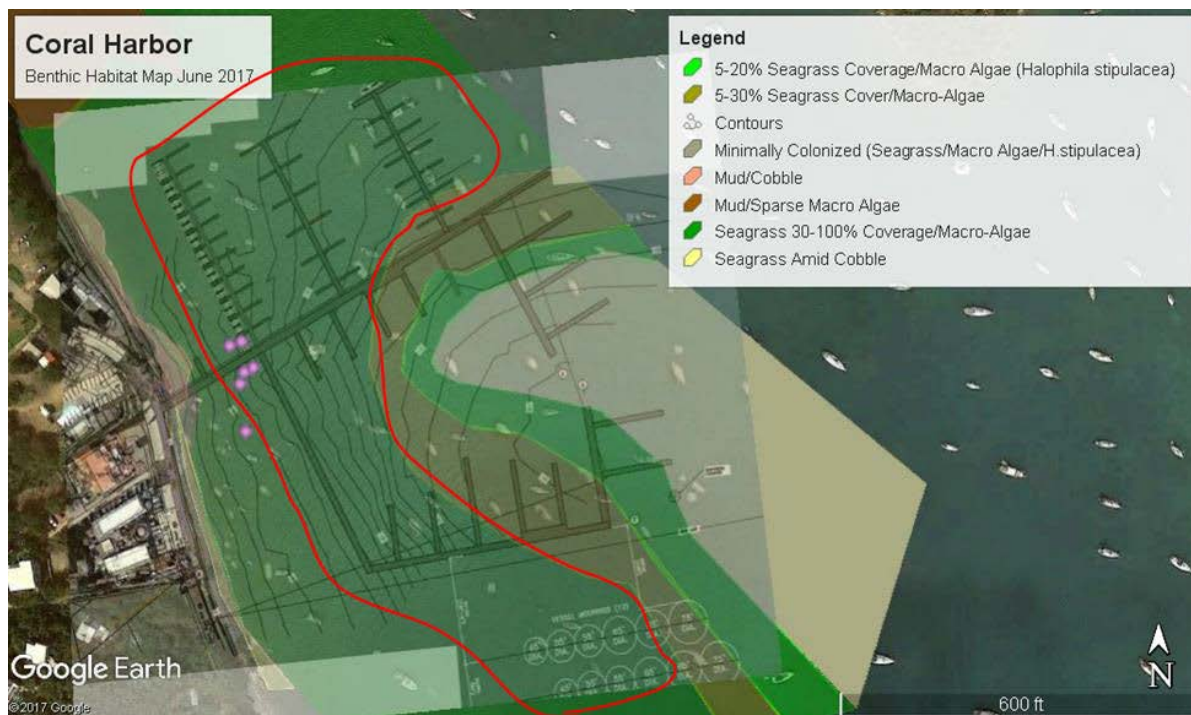 Coral Harbor
Benthic Habitat Map June 2017
Legend
5-20% Seagrass Coverage/Macro Algae (Halophila stipulacea)
5-30% Seagrass Cover/Macro-Algae
Contours
Minimally Colonized (Seagrass/Macro Algae/H.stipulacea)
Mud/Cobble
Mud/Sparse Macro Algae
Seagrass 30-100% Coverage/Macro-Algae
Seagrass Amid Cobble
Google Earth
©2017 Google
N
600 ft